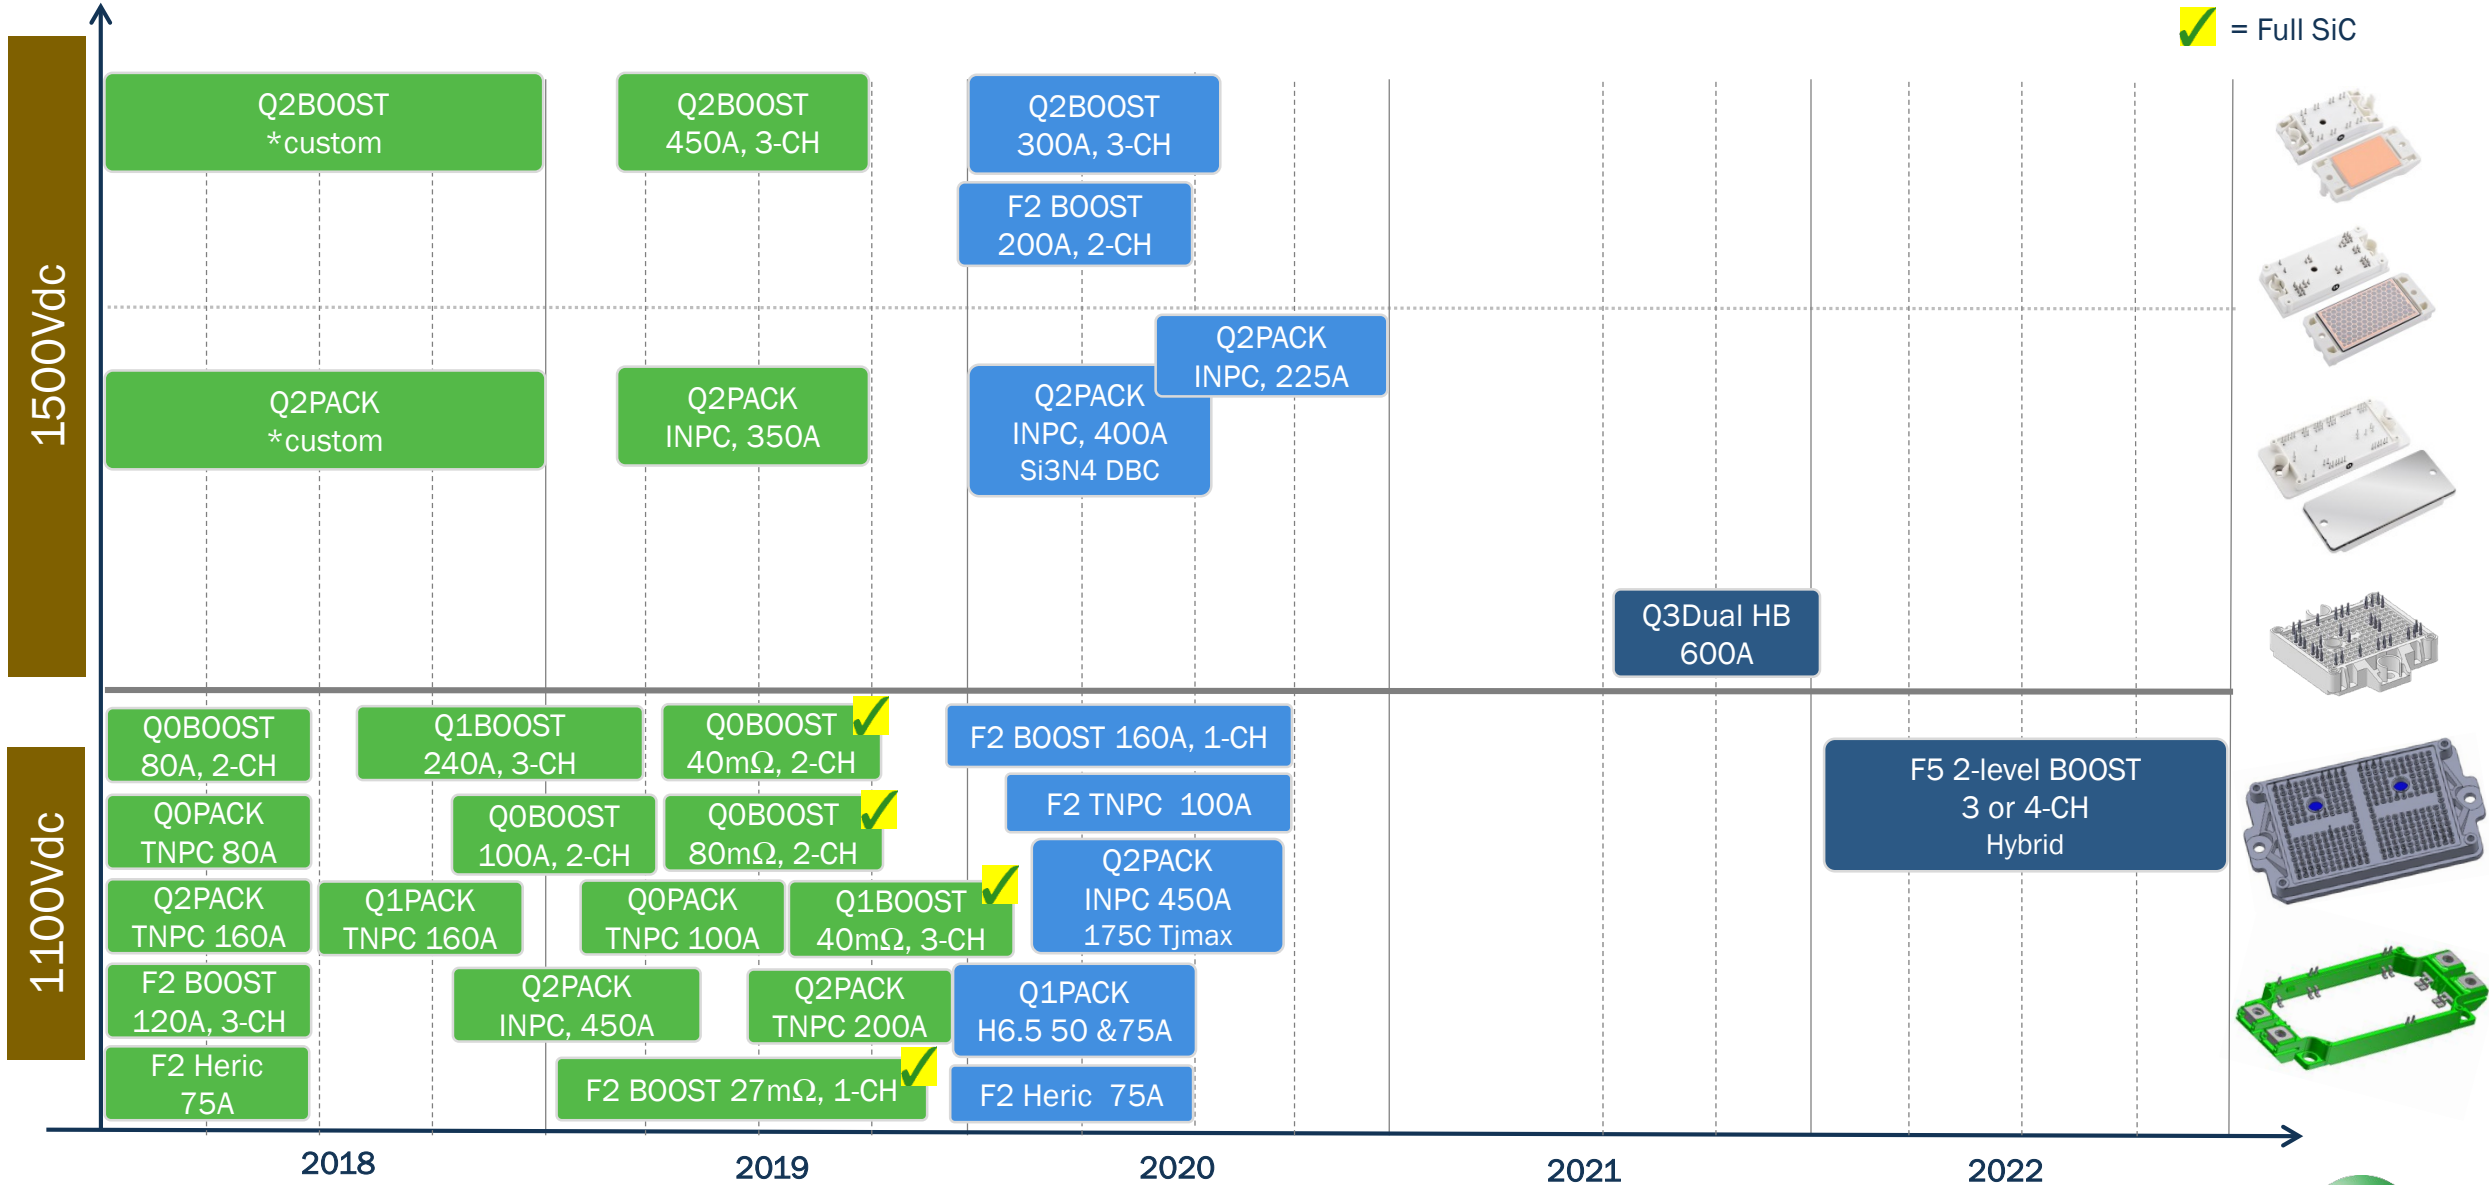 = Full SiC
1500Vdc
Q2BOOST
*custom
Q2BOOST
450A, 3-CH
Q2BOOST
300A, 3-CH
F2 BOOST
200A, 2-CH
Q2PACK
*custom
Q2PACK
INPC, 350A
Q2PACK
INPC, 400A
Si3N4 DBC
Q2PACK
INPC, 225A
Q3Dual HB
600A
1100Vdc
Q0BOOST
80A, 2-CH
Q1BOOST
240A, 3-CH
Q0BOOST
40mΩ, 2-CH
F2 BOOST 160A, 1-CH
F5 2-level BOOST
3 or 4-CH
Hybrid
Q0PACK
TNPC 80A
Q0BOOST
100A, 2-CH
Q0BOOST
80mΩ, 2-CH
F2 TNPC 100A
Q2PACK
TNPC 160A
Q1PACK
TNPC 160A
Q0PACK
TNPC 100A
Q1BOOST
40mΩ, 3-CH
Q2PACK
INPC 450A
175C Tjmax
F2 BOOST
120A, 3-CH
Q2PACK
INPC, 450A
Q2PACK
TNPC 200A
Q1PACK
H6.5 50 &75A
F2 Heric
75A
F2 BOOST 27mΩ, 1-CH
F2 Heric 75A
2018
2019
2020
2021
2022